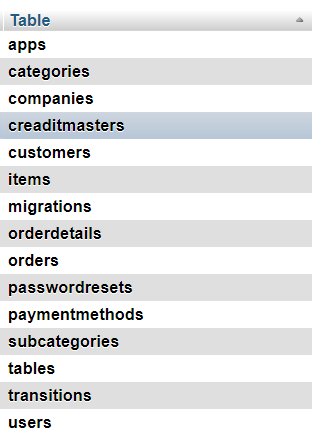 Table
apps
categories
companies
creaditmasters
customers
items
migrations
orderdetails
orders
passwordresets
paymentmethods
subcategories
tables
transitions
users